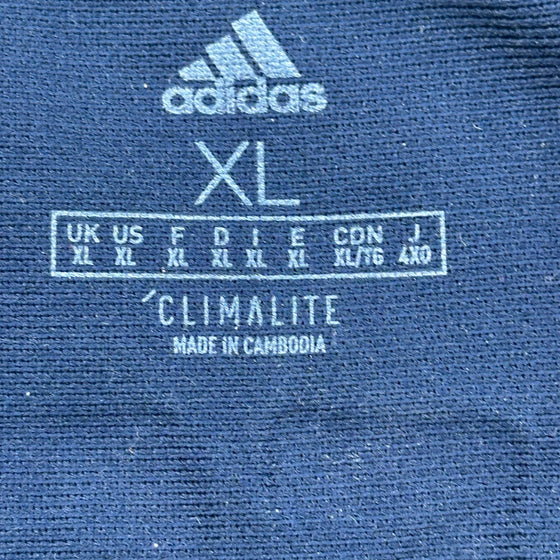 adidas
XL
UK US F D I E CDN J
XL XL XL XL XL XL XL/TG 4XO
CLIMALITE
MADE IN CAMBODIA